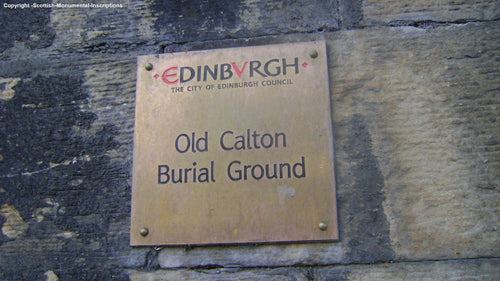 Copyright -Scottish-Monumental-Inscriptions
EDINBVRGH
THE CITY OF EDINBURGH COUNCIL
Old Calton
Burial Ground